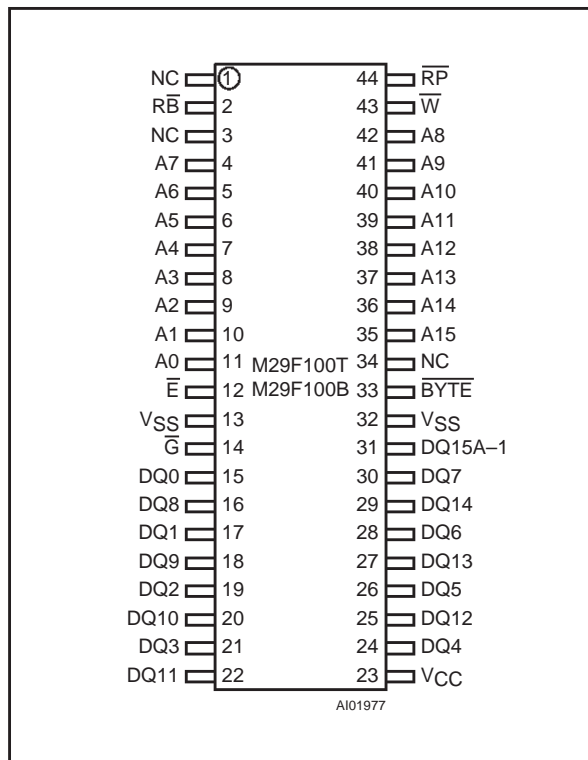 NC 1 44 R̅P̅
RB̅ 2 43 W̅
NC 3 42 A8
A7 4 41 A9
A6 5 40 A10
A5 6 39 A11
A4 7 38 A12
A3 8 37 A13
A2 9 36 A14
A1 10 35 A15
A0 11 M29F100T 34 NC
E̅ 12 M29F100B 33 B̅Y̅T̅E̅
VSS 13 32 VSS
G̅ 14 31 DQ15A–1
DQ0 15 30 DQ7
DQ8 16 29 DQ14
DQ1 17 28 DQ6
DQ9 18 27 DQ13
DQ2 19 26 DQ5
DQ10 20 25 DQ12
DQ3 21 24 DQ4
DQ11 22 23 VCC
AI01977